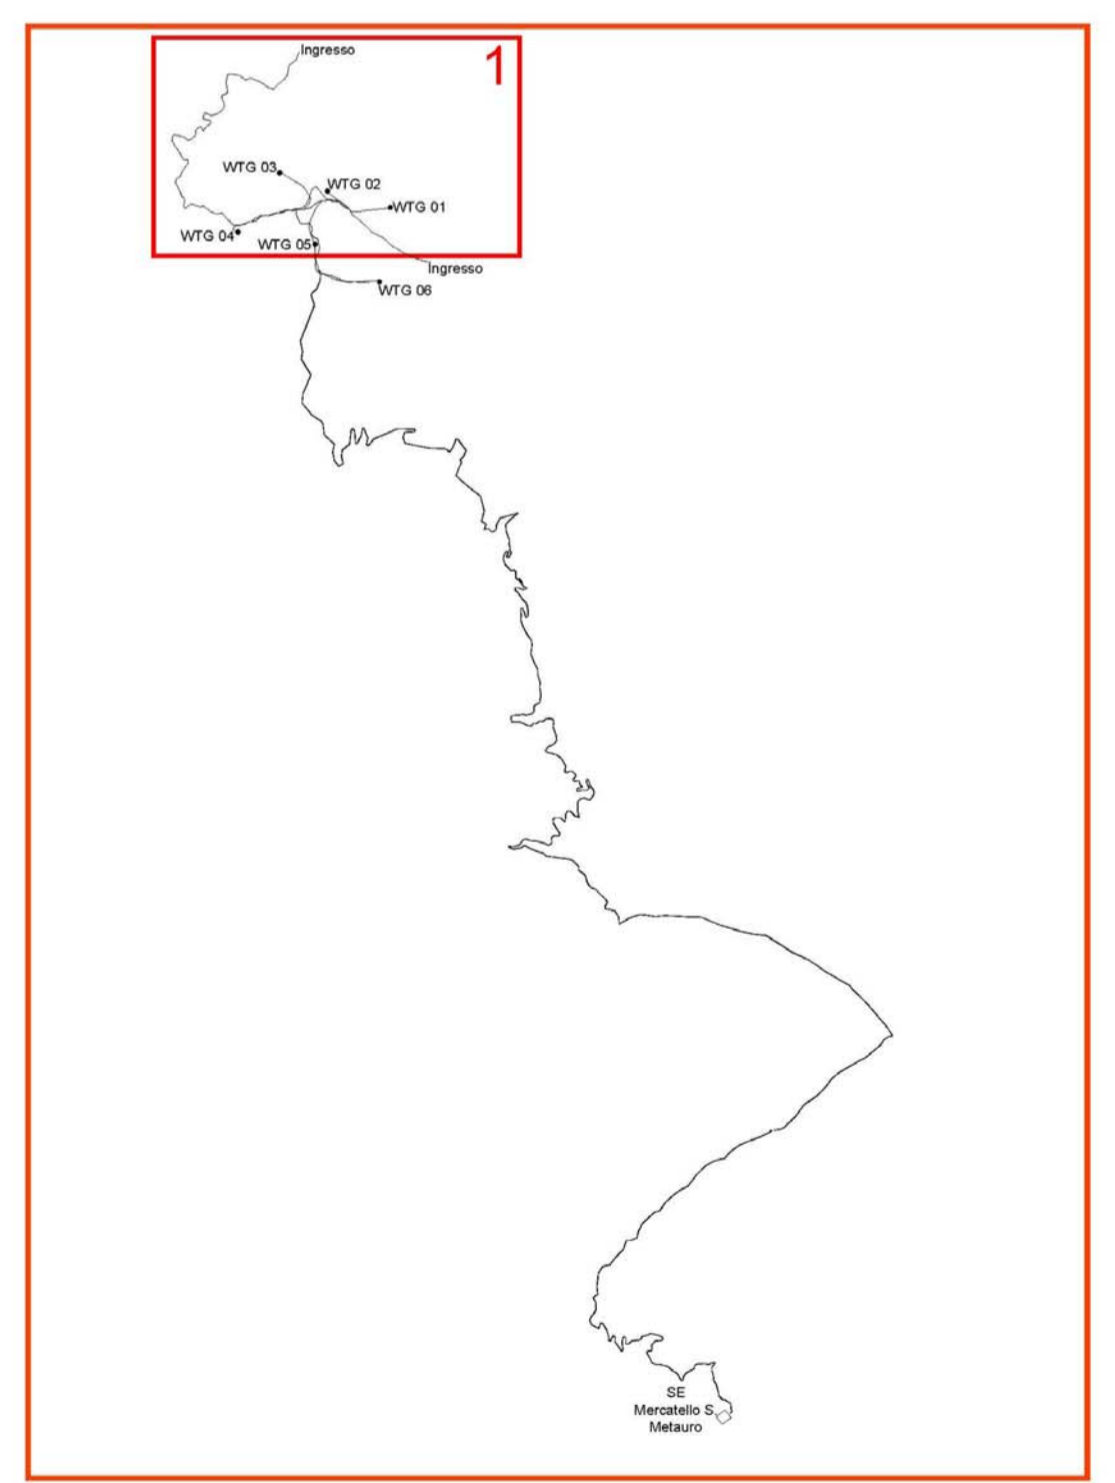 Ingresso
1
WTG 03
WTG 02
WTG 01
WTG 04
WTG 05
Ingresso
WTG 06
SE
Mercatello S
Metauro